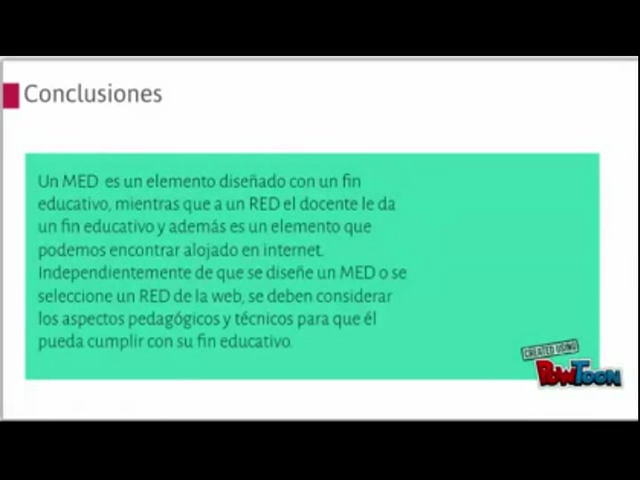 Conclusiones
Un MED es un elemento diseñado con un fin
educativo, mientras que a un RED el docente le da
un fin educativo y además es un elemento que
podemos encontrar alojado en internet.
Independientemente de que se diseñe un MED o se
seleccione un RED de la web, se deben considerar
los aspectos pedagógicos y técnicos para que él
pueda cumplir con su fin educativo.
CREATED USING
POWTOON